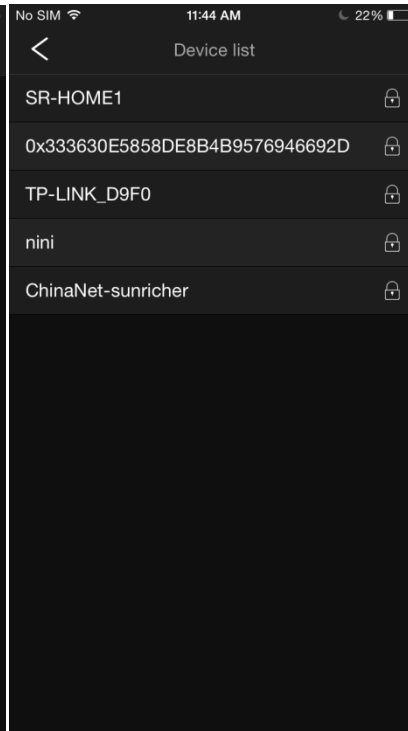 No SIM 11:44 AM 22%
Device list
SR-HOME1
0x333630E5858DE8B4B9576946692D
TP-LINK_D9F0
nini
ChinaNet-sunricher